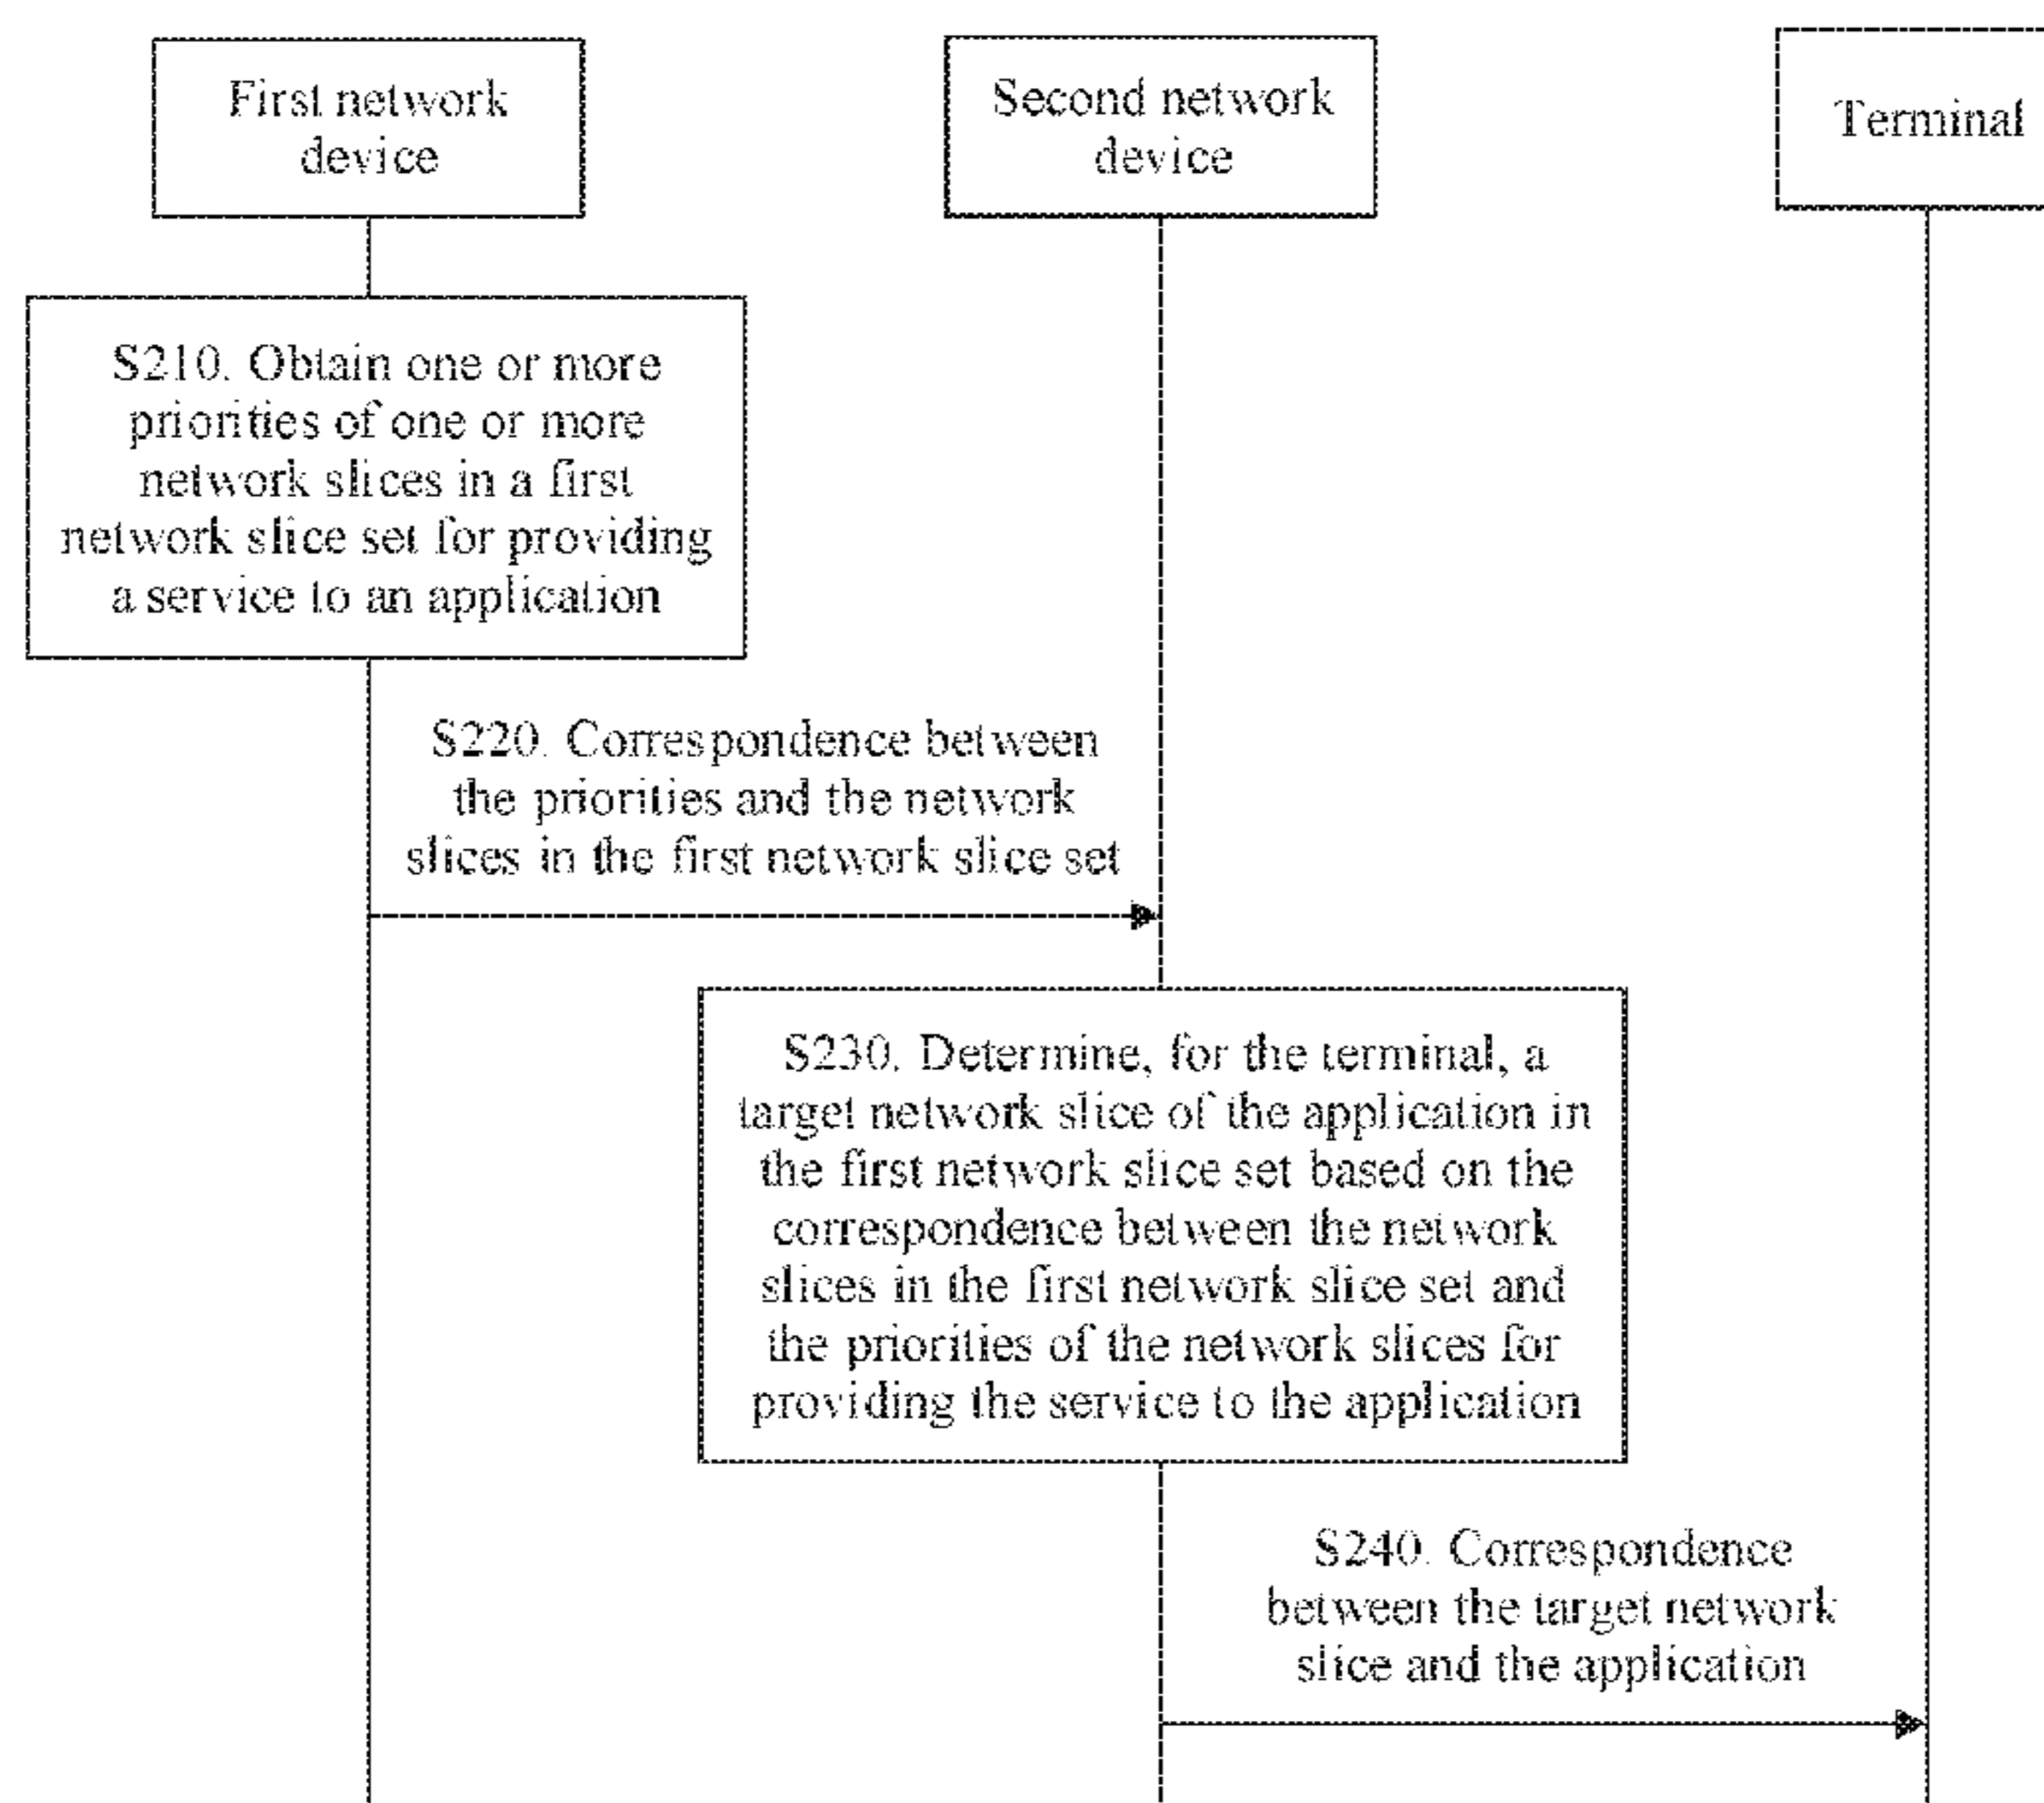 First network
device
Second network
device
Terminal
S210. Obtain one or more
priorities of one or more
network slices in a first
network slice set for providing
a service to an application
S220. Correspondence between
the priorities and the network
slices in the first network slice set
S230. Determine, for the terminal, a
target network slice of the application in
the first network slice set based on the
correspondence between the network
slices in the first network slice set and
the priorities of the network slices for
providing the service to the application
S240. Correspondence
between the target network
slice and the application